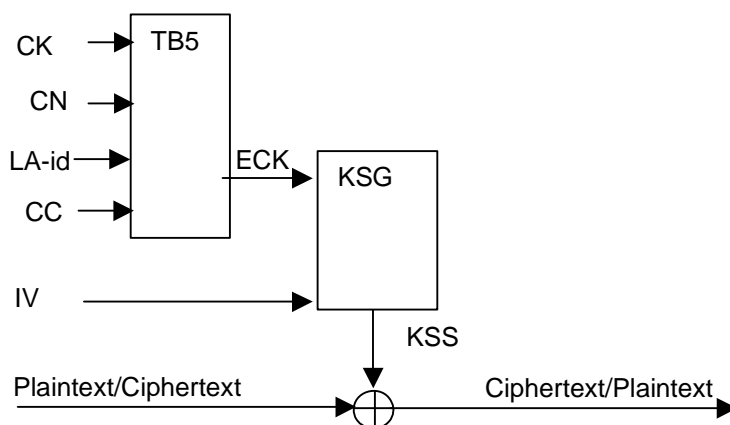 CK
TB5
CN
LA-id
ECK
KSG
CC
IV
KSS
Plaintext/Ciphertext
Ciphertext/Plaintext